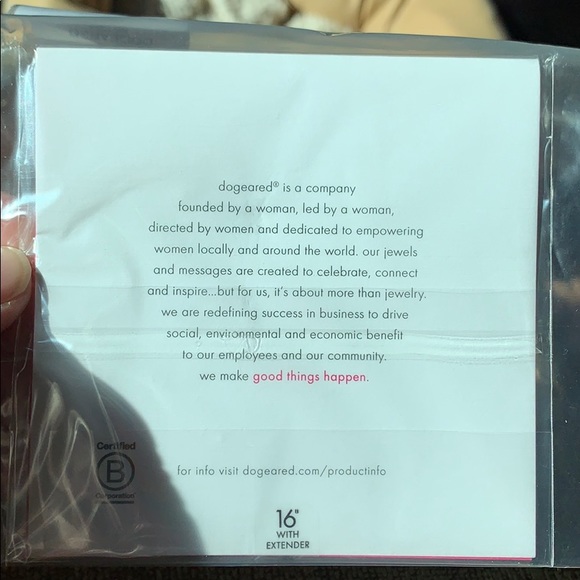 dogeared® is a company
founded by a woman, led by a woman,
directed by women and dedicated to empowering
women locally and around the world. our jewels
and messages are created to celebrate, connect
and inspire...but for us, it's about more than jewelry.
we are redefining success in business to drive
social, environmental and economic benefit
to our employees and our community.
we make good things happen.
Certified
B
Corporation
for info visit dogeared.com/productinfo
16"
WITH
EXTENDER